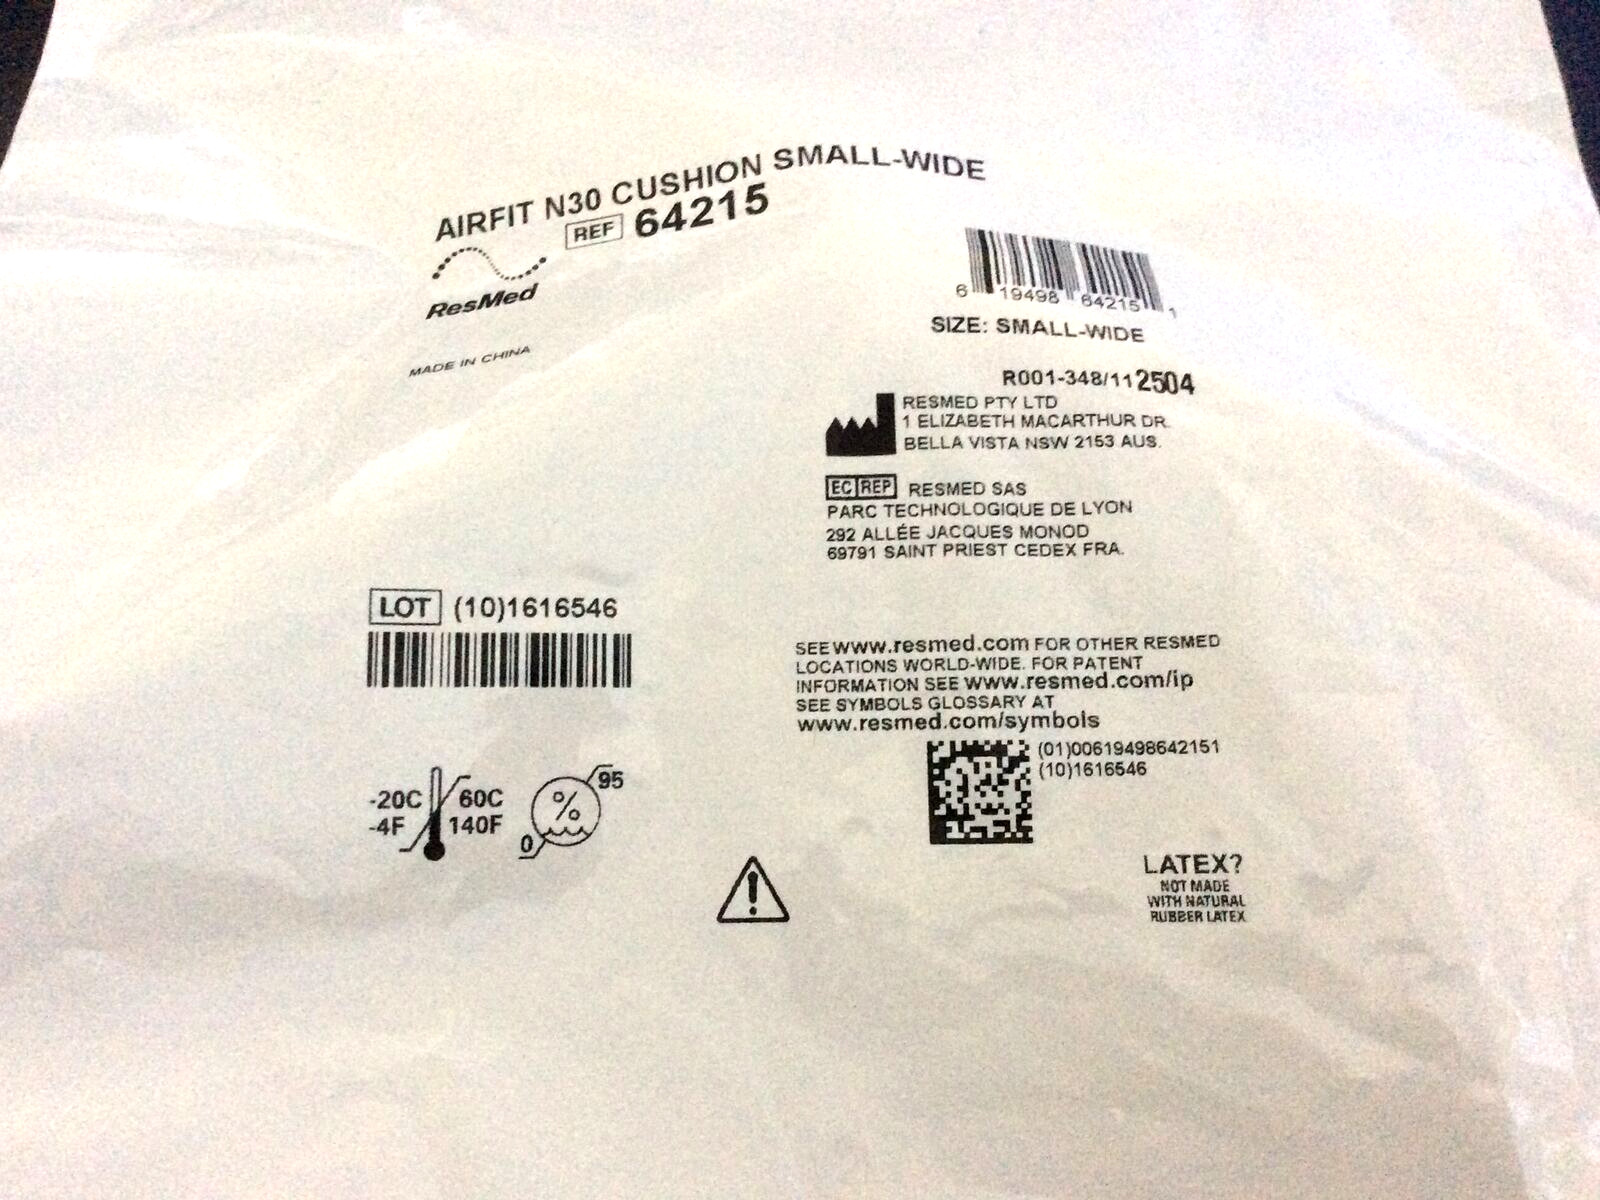 AIRFIT N30 CUSHION SMALL-WIDE
REF 64215
ResMed
MADE IN CHINA
6 19498 64215 1
SIZE: SMALL-WIDE
R001-348/11 2504
RESMED PTY LTD
1 ELIZABETH MACARTHUR DR.
BELLA VISTA NSW 2153 AUS.
EC REP RESMED SAS
PARC TECHNOLOGIQUE DE LYON
292 ALLÉE JACQUES MONOD
69791 SAINT PRIEST CEDEX FRA.
LOT (10)1616546
SEE www.resmed.com FOR OTHER RESMED
LOCATIONS WORLD-WIDE. FOR PATENT
INFORMATION SEE www.resmed.com/ip
SEE SYMBOLS GLOSSARY AT
www.resmed.com/symbols
(01)00619498642151
(10)1616546
-20C 60C
-4F 140F
% 95
0
LATEX?
NOT MADE
WITH NATURAL
RUBBER LATEX